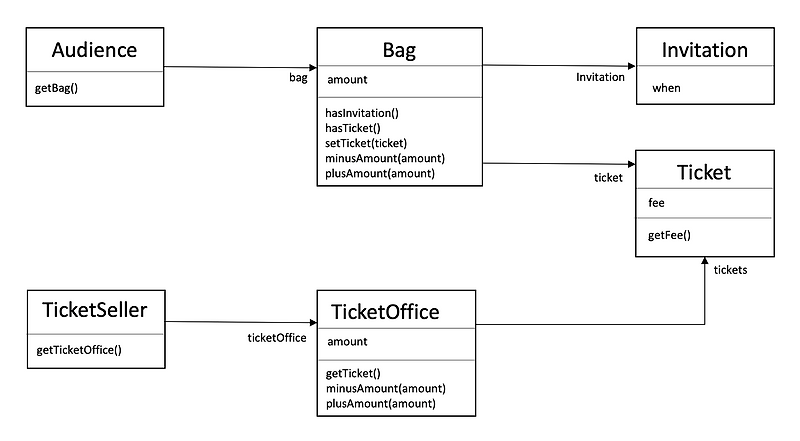 Audience
getBag()
bag
Bag
amount
hasInvitation()
hasTicket()
setTicket(ticket)
minusAmount(amount)
plusAmount(amount)
Invitation
Invitation
when
ticket
Ticket
fee
getFee()
tickets
TicketSeller
getTicketOffice()
ticketOffice
TicketOffice
amount
getTicket()
minusAmount(amount)
plusAmount(amount)